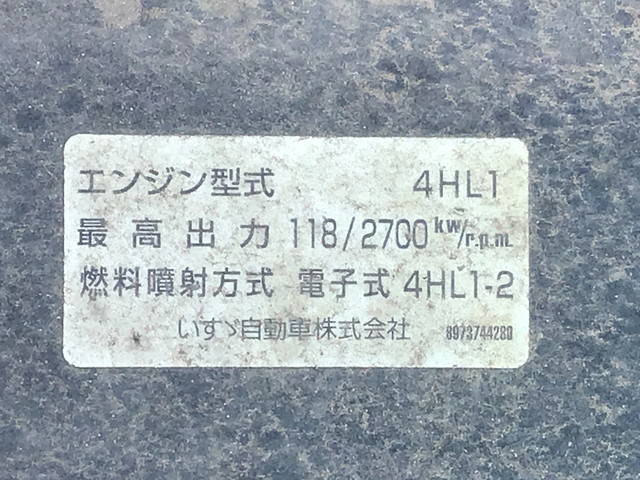 エンジン型式 4HL1
最高出力 118/2700 kw/r.p.m.
燃料噴射方式 電子式 4HL1-2
いすゞ自動車株式会社 8973744280